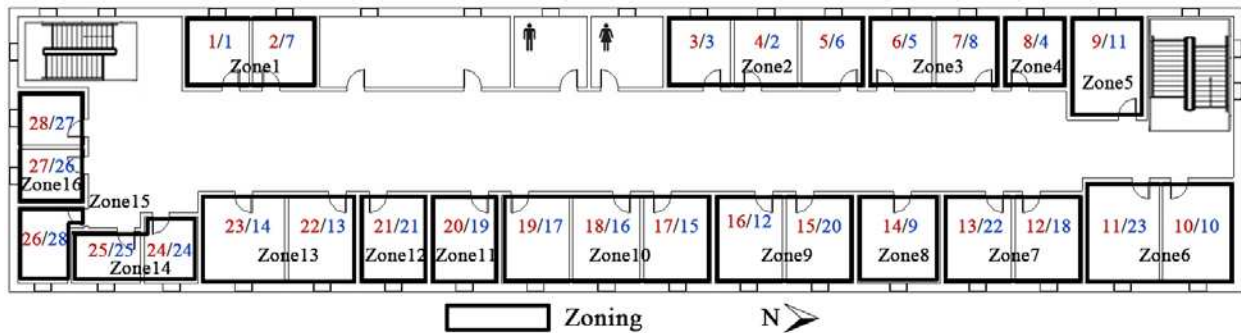 1/1 2/7 3/3 4/2 5/6 6/5 7/8 8/4 9/11
Zone1 Zone2 Zone3 Zone4 Zone5
28/27
27/26
Zone16
Zone15
26/28 25/25 24/24 23/14 22/13 21/21 20/19 19/17 18/16 17/15 16/12 15/20 14/9 13/22 12/18 11/23 10/10
Zone14 Zone13 Zone12 Zone11 Zone10 Zone9 Zone8 Zone7 Zone6
Zoning N